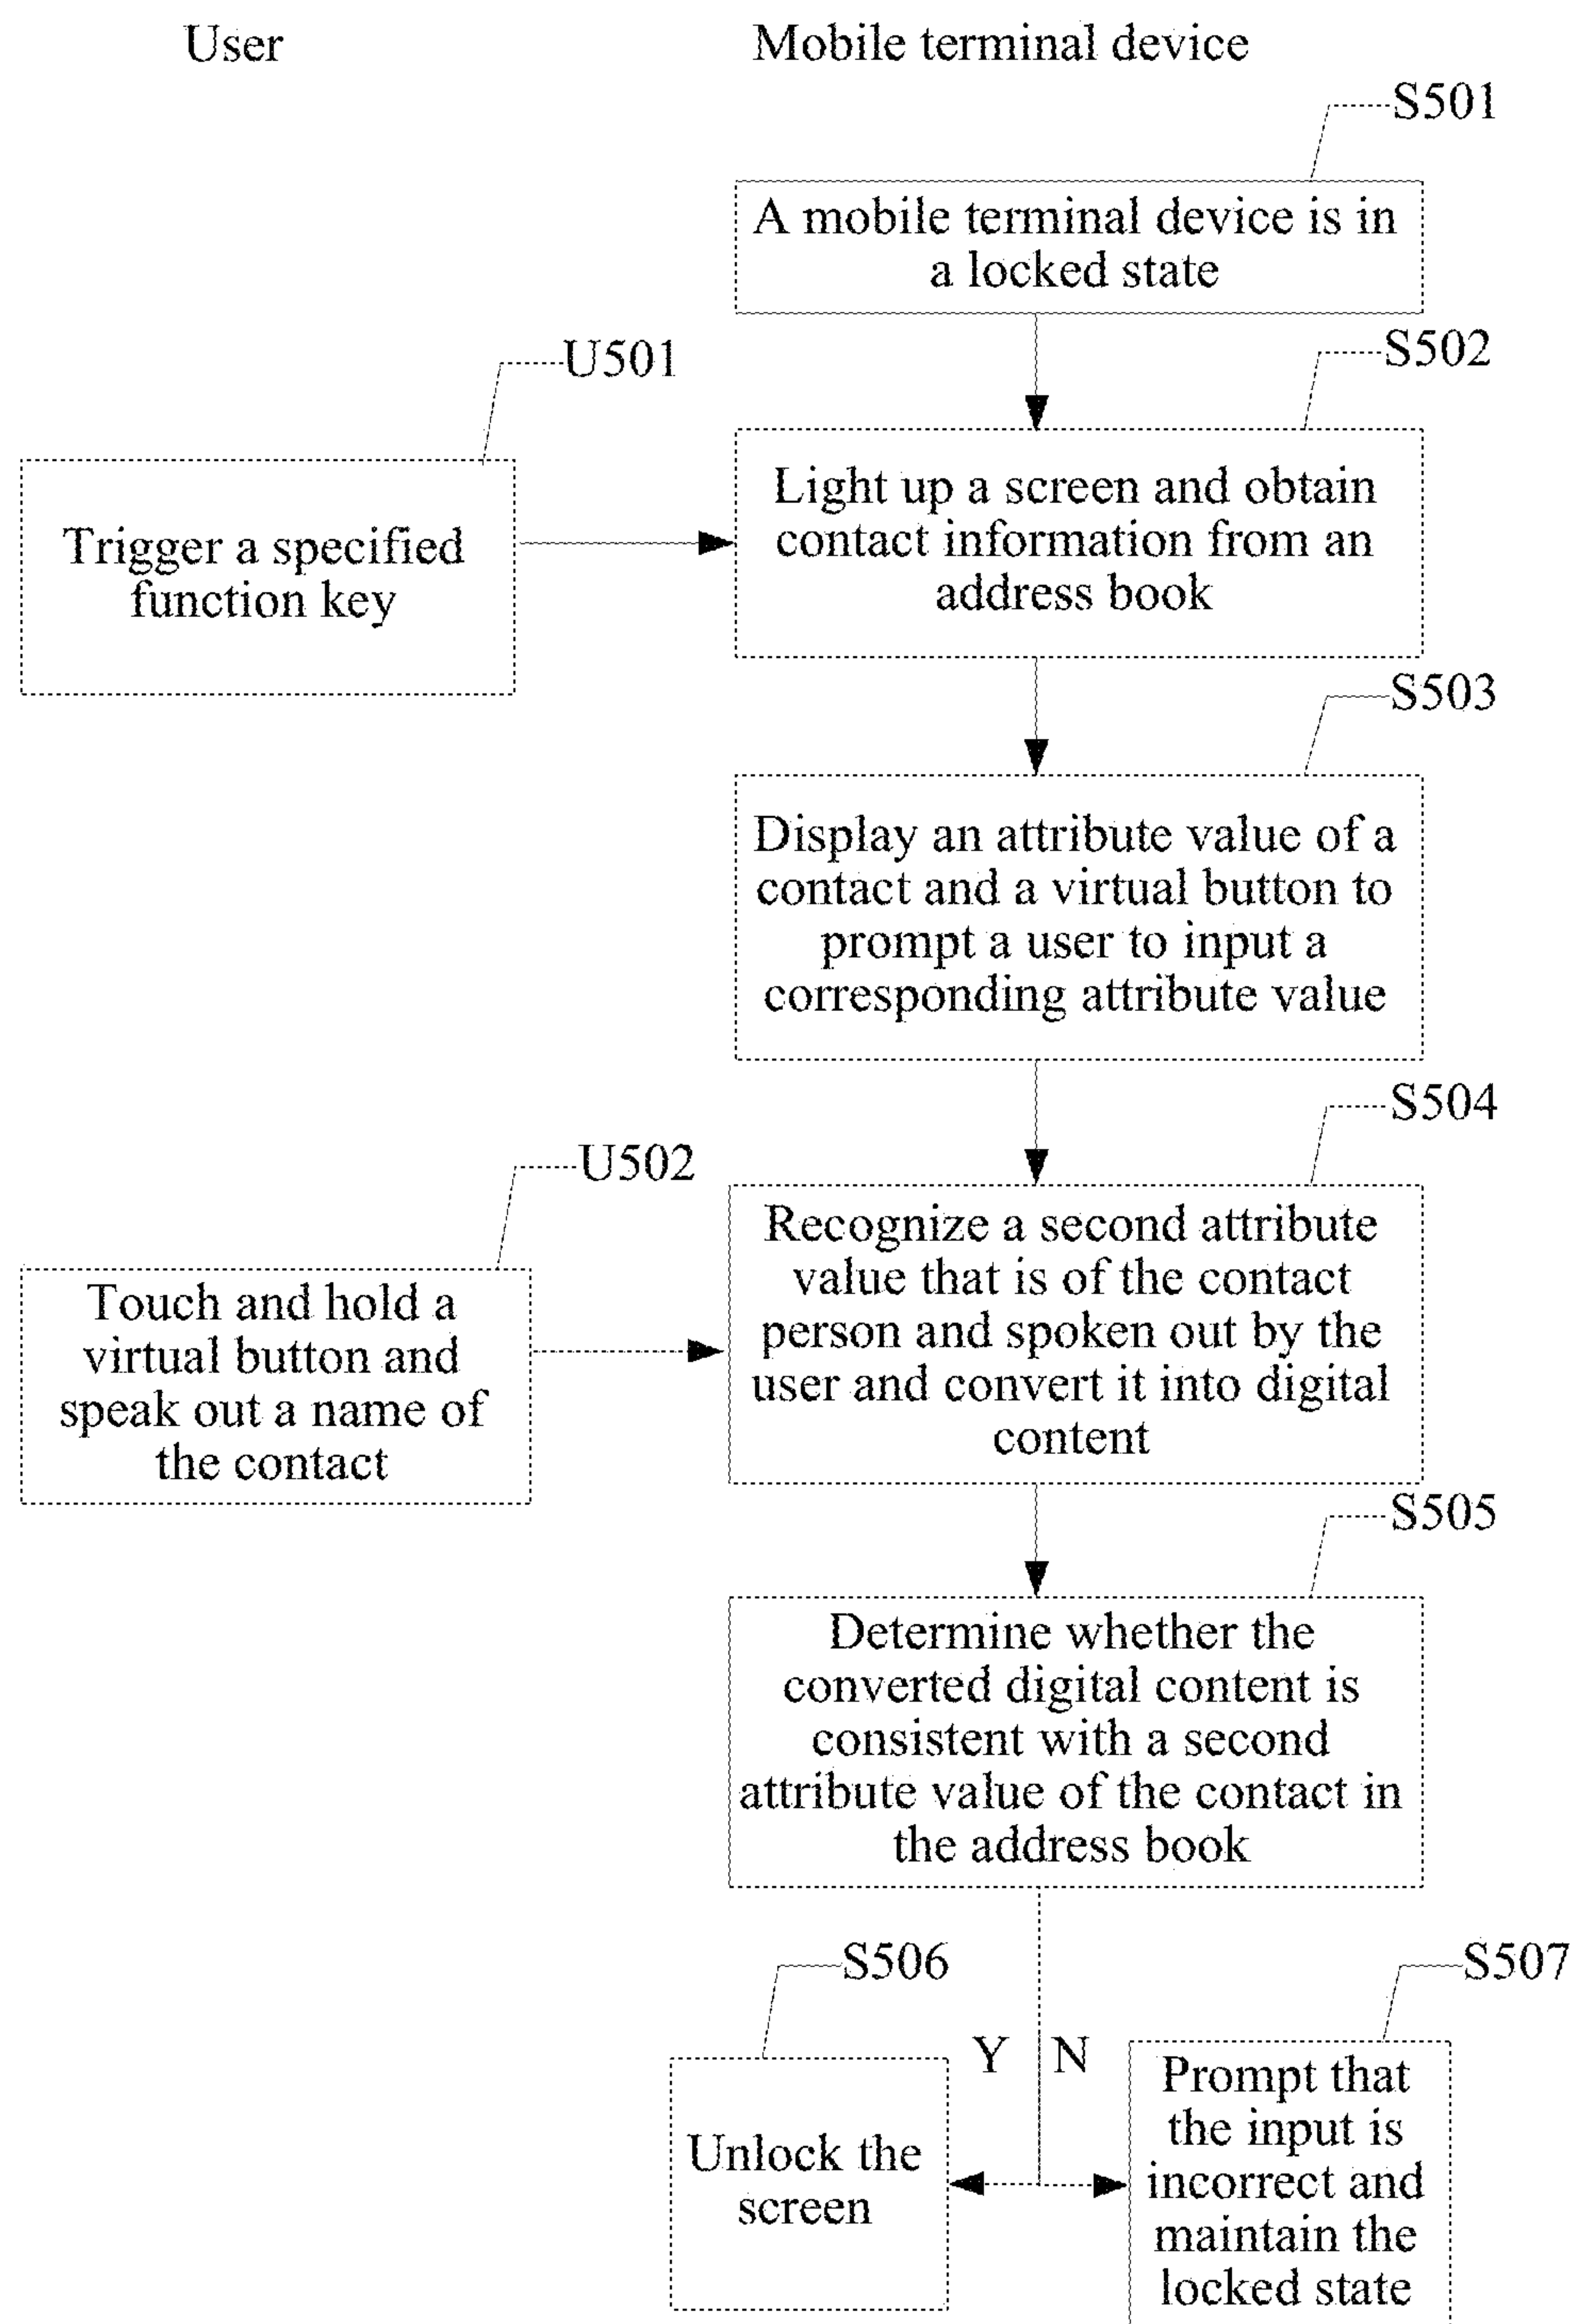 User
Mobile terminal device
S501
A mobile terminal device is in
a locked state
U501
S502
Trigger a specified
function key
Light up a screen and obtain
contact information from an
address book
S503
Display an attribute value of a
contact and a virtual button to
prompt a user to input a
corresponding attribute value
S504
U502
Touch and hold a
virtual button and
speak out a name of
the contact
Recognize a second attribute
value that is of the contact
person and spoken out by the
user and convert it into digital
content
S505
Determine whether the
converted digital content is
consistent with a second
attribute value of the contact in
the address book
S506
S507
Y
N
Unlock the
screen
Prompt that
the input is
incorrect and
maintain the
locked state